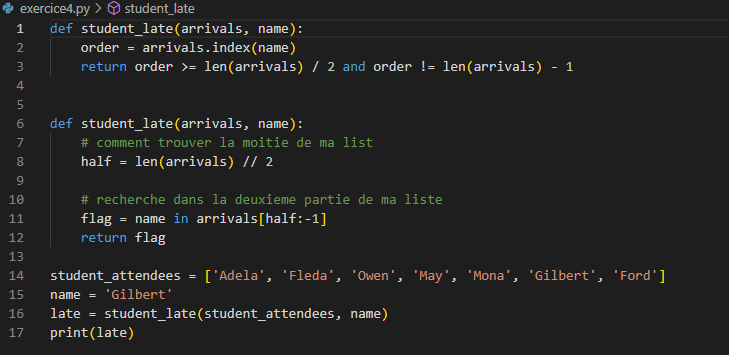 exercice4.py > student_late
1 def student_late(arrivals, name):
2     order = arrivals.index(name)
3     return order >= len(arrivals) / 2 and order != len(arrivals) - 1
4
5
6 def student_late(arrivals, name):
7     # comment trouver la moitie de ma list
8     half = len(arrivals) // 2
9
10     # recherche dans la deuxieme partie de ma liste
11     flag = name in arrivals[half:-1]
12     return flag
13
14 student_attendees = ['Adela', 'Fleda', 'Owen', 'May', 'Mona', 'Gilbert', 'Ford']
15 name = 'Gilbert'
16 late = student_late(student_attendees, name)
17 print(late)